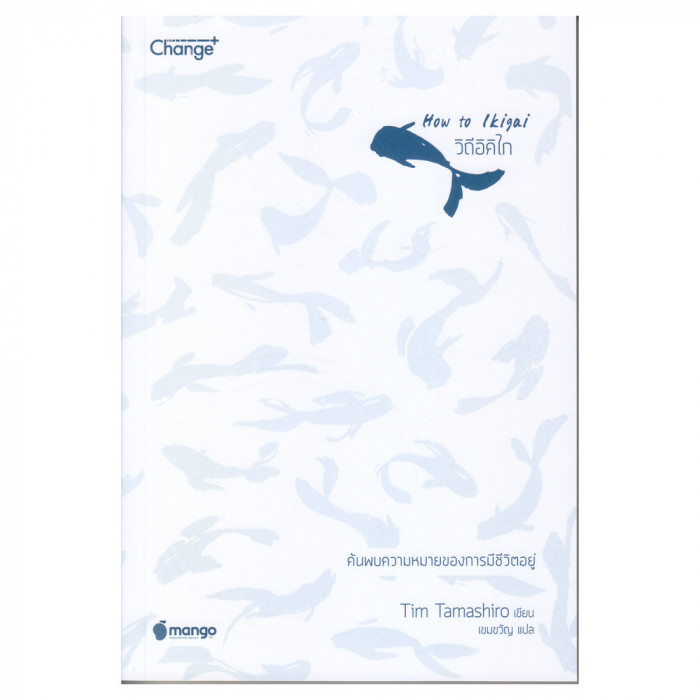 Change+
How to Ikigai
วิถีอิคิไก
ค้นพบความหมายของการมีชีวิตอยู่
Tim Tamashiro เขียน
เขมขวัญ แปล
mango